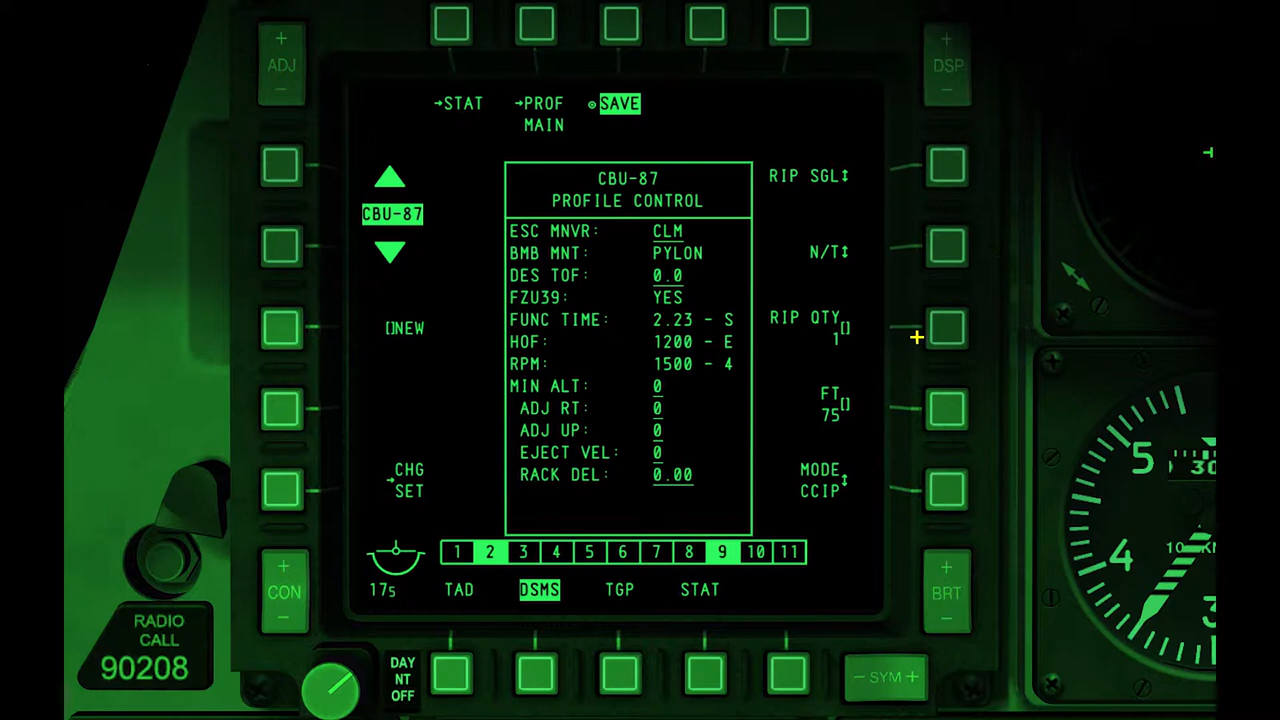 +
ADJ
−
+
DSP
−
→STAT →PROF SAVE
MAIN
CBU-87
PROFILE CONTROL
RIP SGL↕
CBU-87
ESC MNVR: CLM
BMB MNT: PYLON
N/T↕
DES TOF: 0.0
FZU39: YES
FUNC TIME: 2.23 - S
RIP QTY[]
1
[]NEW
HOF: 1200 - E
RPM: 1500 - 4
MIN ALT: 0
ADJ RT: 0
FT[]
75
ADJ UP: 0
EJECT VEL: 0
RACK DEL: 0.00
→CHG
SET
MODE↕
CCIP
1 2 3 4 5 6 7 8 9 10 11
17s TAD DSMS TGP STAT
+
CON
−
+
BRT
−
RADIO
CALL
90208
DAY
NT
OFF
− SYM +
5
30
4
3